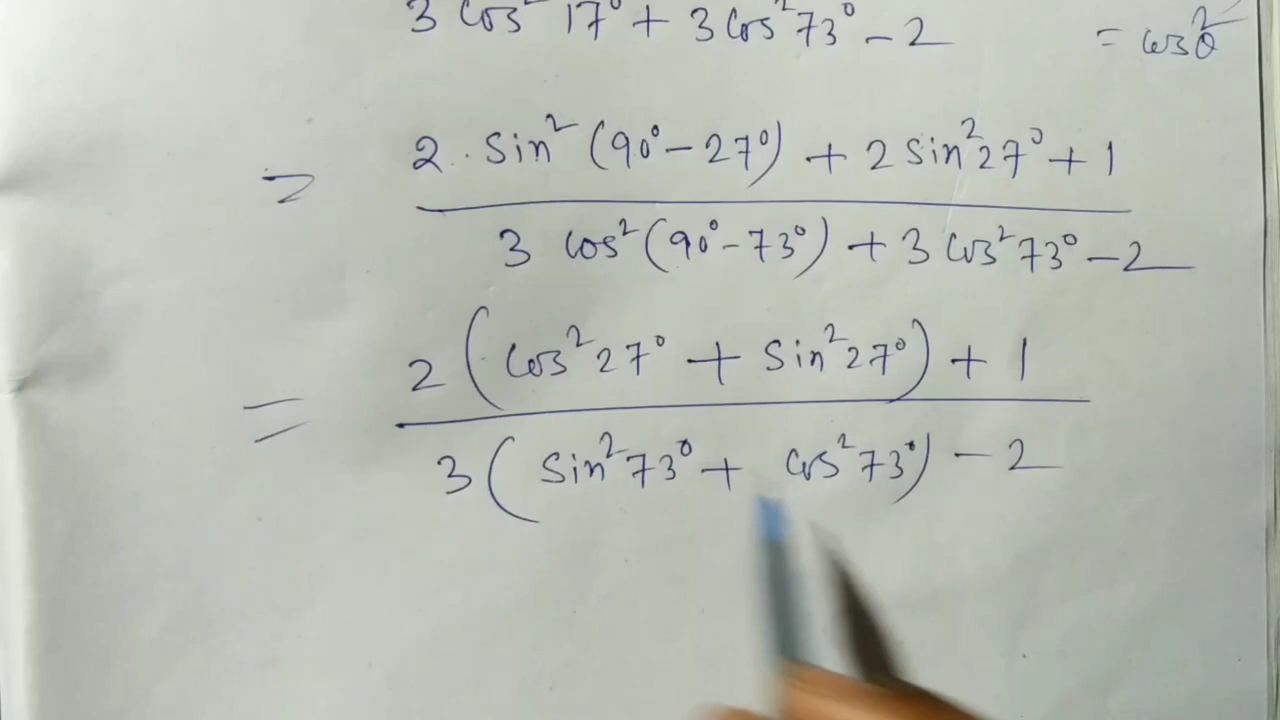 3 cos² 17° + 3 cos² 73° - 2 = cos²θ
= 2 . sin² (90° - 27°) + 2 sin² 27° + 1
3 cos² (90° - 73°) + 3 cos² 73° - 2
= 2 (cos² 27° + sin² 27°) + 1
3 (sin² 73° + cos² 73°) - 2